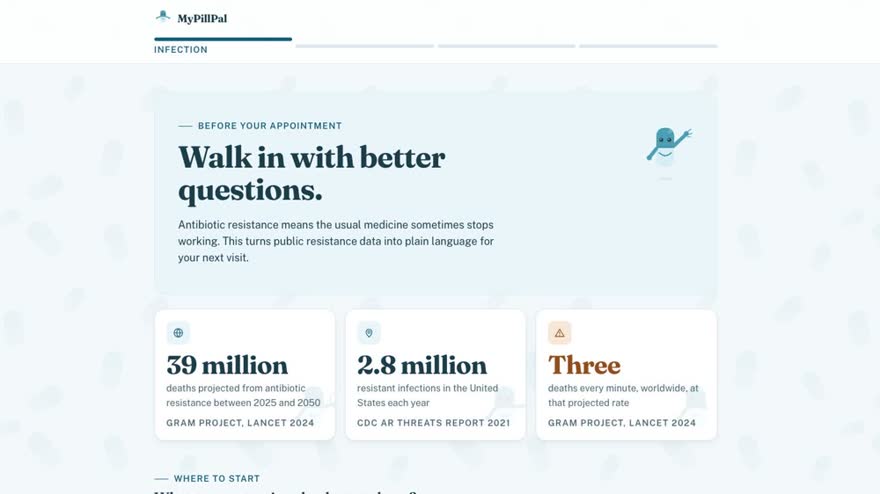 MyPillPal
INFECTION
BEFORE YOUR APPOINTMENT
Walk in with better
questions.
Antibiotic resistance means the usual medicine sometimes stops
working. This turns public resistance data into plain language for
your next visit.
39 million
deaths projected from antibiotic
resistance between 2025 and 2050
GRAM PROJECT, LANCET 2024
2.8 million
resistant infections in the United
States each year
CDC AR THREATS REPORT 2021
Three
deaths every minute, worldwide, at
that projected rate
GRAM PROJECT, LANCET 2024
WHERE TO START